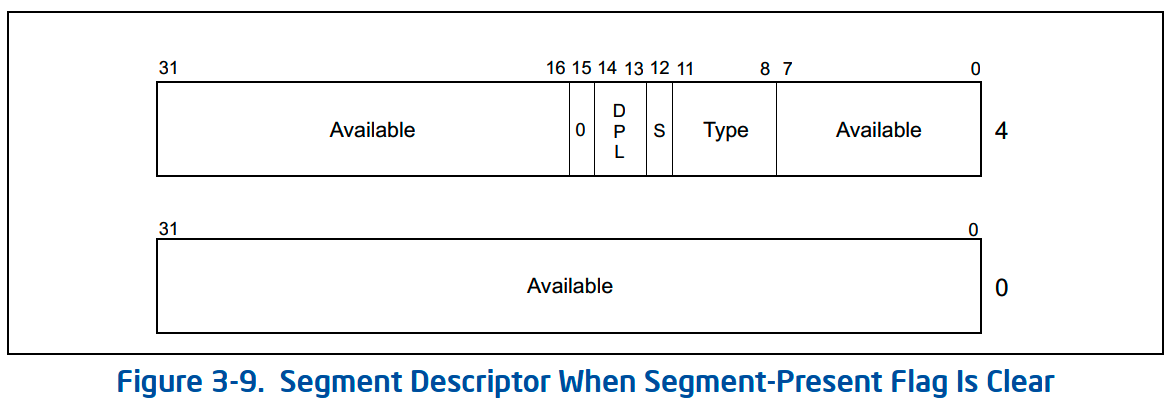 31 16 15 14 13 12 11 8 7 0
Available 0 DPL S Type Available 4
31 0
Available 0
Figure 3-9. Segment Descriptor When Segment-Present Flag Is Clear